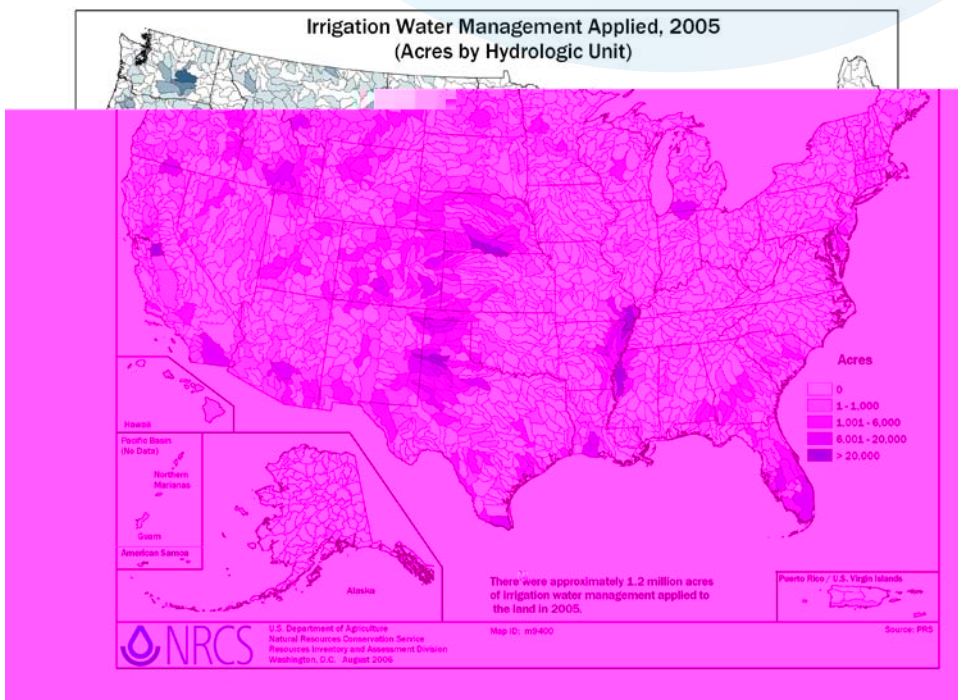 Irrigation Water Management Applied, 2005
(Acres by Hydrologic Unit)
Acres
0
1 - 1,000
1,001 - 6,000
6,001 - 20,000
> 20,000
Hawaii
Pacific Basin
(No Data)
Northern
Marianas
Guam
American Samoa
Alaska
There were approximately 1.2 million acres
of irrigation water management applied to
the land in 2005.
Puerto Rico / U.S. Virgin Islands
NRCS
U.S. Department of Agriculture
Natural Resources Conservation Service
Resources Inventory and Assessment Division
Washington, D.C. August 2006
Map ID: m9400
Source: PRS